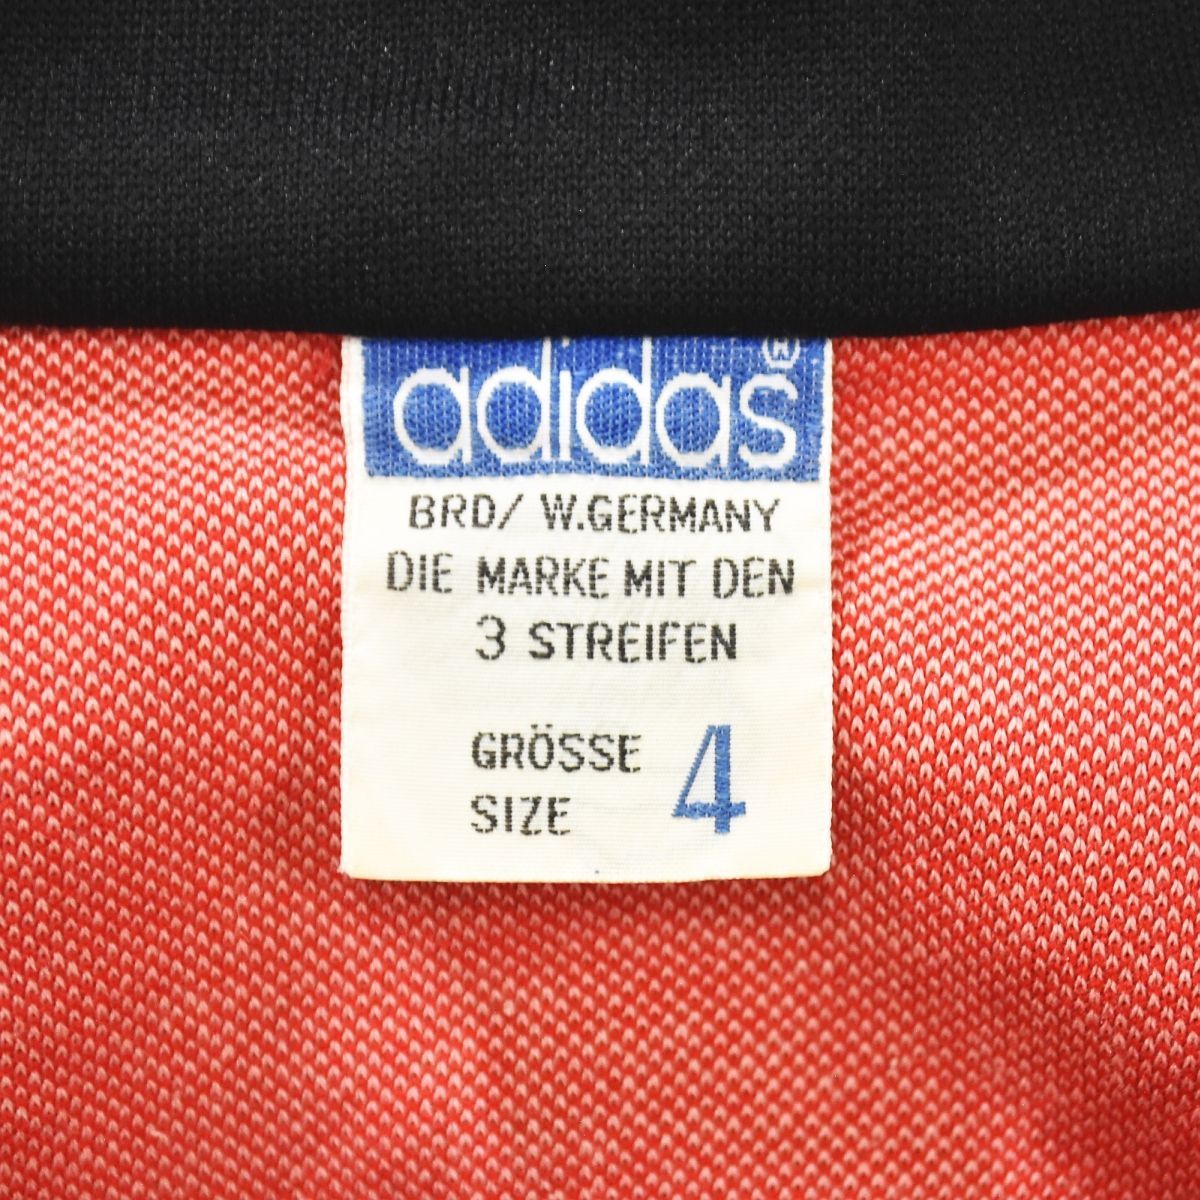 adidas®
BRD/ W.GERMANY
DIE MARKE MIT DEN
3 STREIFEN
GRÖSSE
SIZE 4